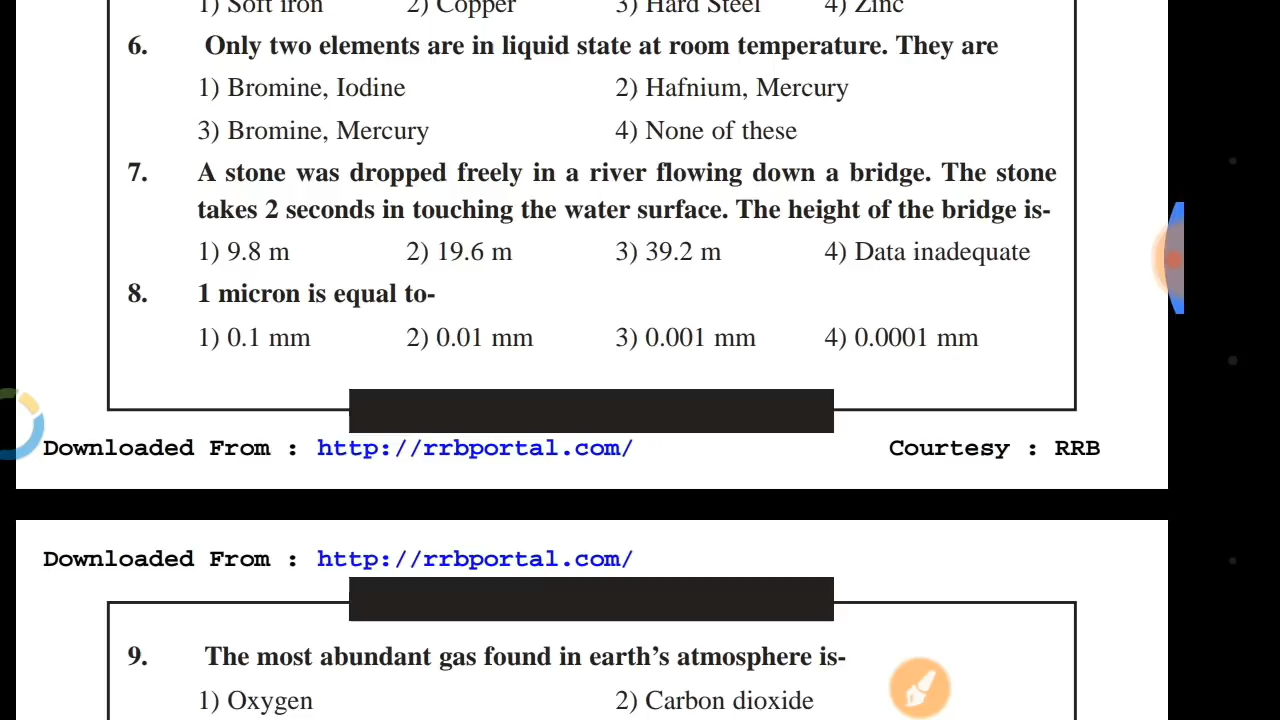 1) Soft iron 2) Copper 3) Hard Steel 4) Zinc
6. Only two elements are in liquid state at room temperature. They are
1) Bromine, Iodine 2) Hafnium, Mercury
3) Bromine, Mercury 4) None of these
7. A stone was dropped freely in a river flowing down a bridge. The stone
takes 2 seconds in touching the water surface. The height of the bridge is-
1) 9.8 m 2) 19.6 m 3) 39.2 m 4) Data inadequate
8. 1 micron is equal to-
1) 0.1 mm 2) 0.01 mm 3) 0.001 mm 4) 0.0001 mm
Downloaded From : http://rrbportal.com/ Courtesy : RRB
Downloaded From : http://rrbportal.com/
9. The most abundant gas found in earth's atmosphere is-
1) Oxygen 2) Carbon dioxide